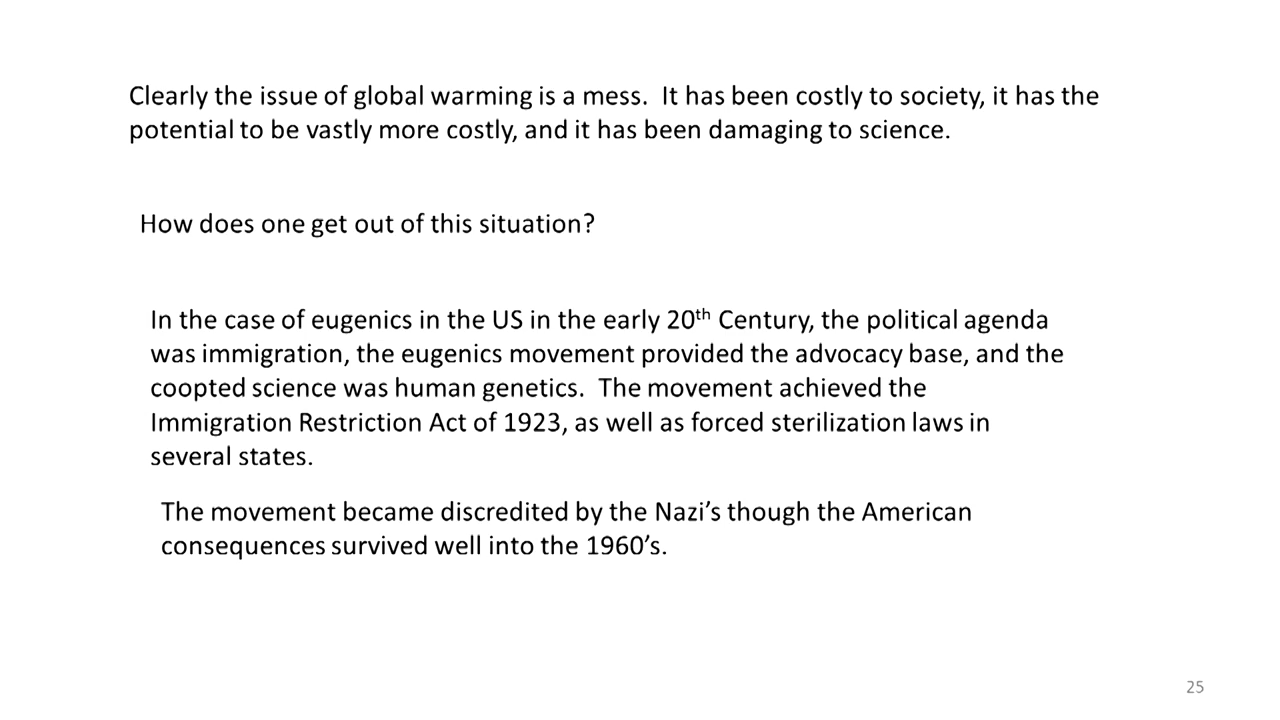 Clearly the issue of global warming is a mess.  It has been costly to society, it has the
potential to be vastly more costly, and it has been damaging to science.
How does one get out of this situation?
In the case of eugenics in the US in the early 20th Century, the political agenda
was immigration, the eugenics movement provided the advocacy base, and the
coopted science was human genetics.  The movement achieved the
Immigration Restriction Act of 1923, as well as forced sterilization laws in
several states.
The movement became discredited by the Nazi’s though the American
consequences survived well into the 1960’s.
25